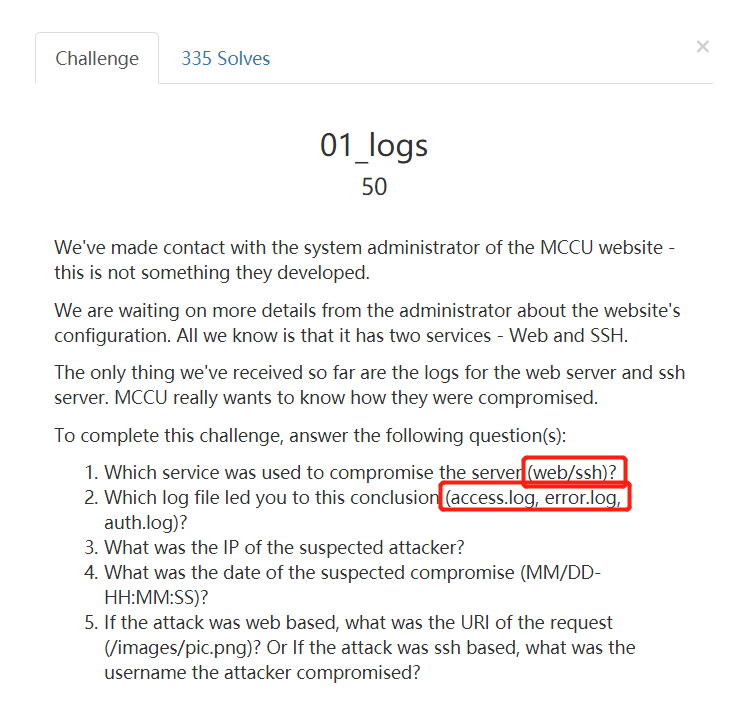 Challenge
335 Solves
×
01_logs
50
We've made contact with the system administrator of the MCCU website -
this is not something they developed.
We are waiting on more details from the administrator about the website's
configuration. All we know is that it has two services - Web and SSH.
The only thing we've received so far are the logs for the web server and ssh
server. MCCU really wants to know how they were compromised.
To complete this challenge, answer the following question(s):
1. Which service was used to compromise the server (web/ssh)?
2. Which log file led you to this conclusion (access.log, error.log,
auth.log)?
3. What was the IP of the suspected attacker?
4. What was the date of the suspected compromise (MM/DD-
HH:MM:SS)?
5. If the attack was web based, what was the URI of the request
(/images/pic.png)? Or If the attack was ssh based, what was the
username the attacker compromised?